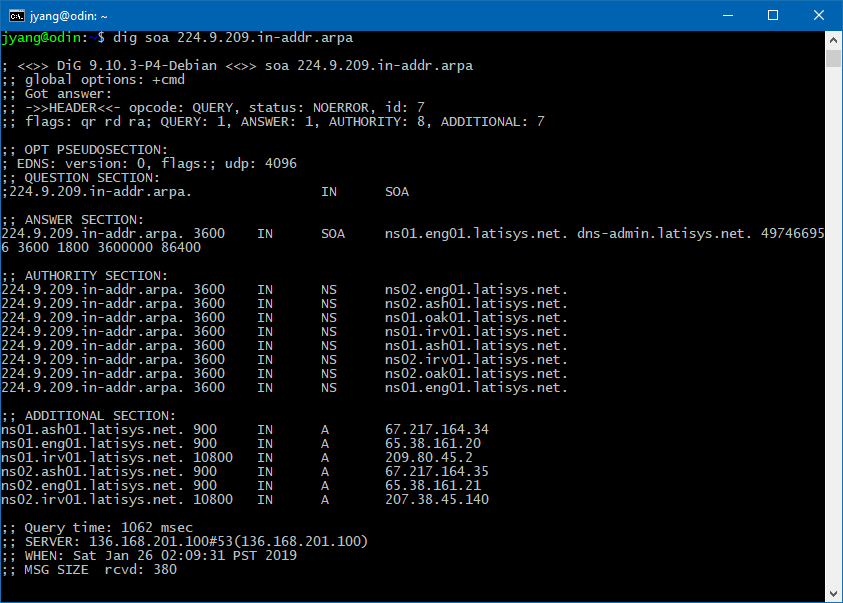 jyang@odin: ~
jyang@odin:~$ dig soa 224.9.209.in-addr.arpa

; <<>> DiG 9.10.3-P4-Debian <<>> soa 224.9.209.in-addr.arpa
;; global options: +cmd
;; Got answer:
;; ->>HEADER<<- opcode: QUERY, status: NOERROR, id: 7
;; flags: qr rd ra; QUERY: 1, ANSWER: 1, AUTHORITY: 8, ADDITIONAL: 7

;; OPT PSEUDOSECTION:
; EDNS: version: 0, flags:; udp: 4096
;; QUESTION SECTION:
;224.9.209.in-addr.arpa.                IN      SOA

;; ANSWER SECTION:
224.9.209.in-addr.arpa. 3600    IN      SOA     ns01.eng01.latisys.net. dns-admin.latisys.net. 49746695
6 3600 1800 3600000 86400

;; AUTHORITY SECTION:
224.9.209.in-addr.arpa. 3600    IN      NS      ns02.eng01.latisys.net.
224.9.209.in-addr.arpa. 3600    IN      NS      ns02.ash01.latisys.net.
224.9.209.in-addr.arpa. 3600    IN      NS      ns01.oak01.latisys.net.
224.9.209.in-addr.arpa. 3600    IN      NS      ns01.irv01.latisys.net.
224.9.209.in-addr.arpa. 3600    IN      NS      ns01.ash01.latisys.net.
224.9.209.in-addr.arpa. 3600    IN      NS      ns02.irv01.latisys.net.
224.9.209.in-addr.arpa. 3600    IN      NS      ns02.oak01.latisys.net.
224.9.209.in-addr.arpa. 3600    IN      NS      ns01.eng01.latisys.net.

;; ADDITIONAL SECTION:
ns01.ash01.latisys.net. 900     IN      A       67.217.164.34
ns01.eng01.latisys.net. 900     IN      A       65.38.161.20
ns01.irv01.latisys.net. 10800   IN      A       209.80.45.2
ns02.ash01.latisys.net. 900     IN      A       67.217.164.35
ns02.eng01.latisys.net. 900     IN      A       65.38.161.21
ns02.irv01.latisys.net. 10800   IN      A       207.38.45.140

;; Query time: 1062 msec
;; SERVER: 136.168.201.100#53(136.168.201.100)
;; WHEN: Sat Jan 26 02:09:31 PST 2019
;; MSG SIZE  rcvd: 380